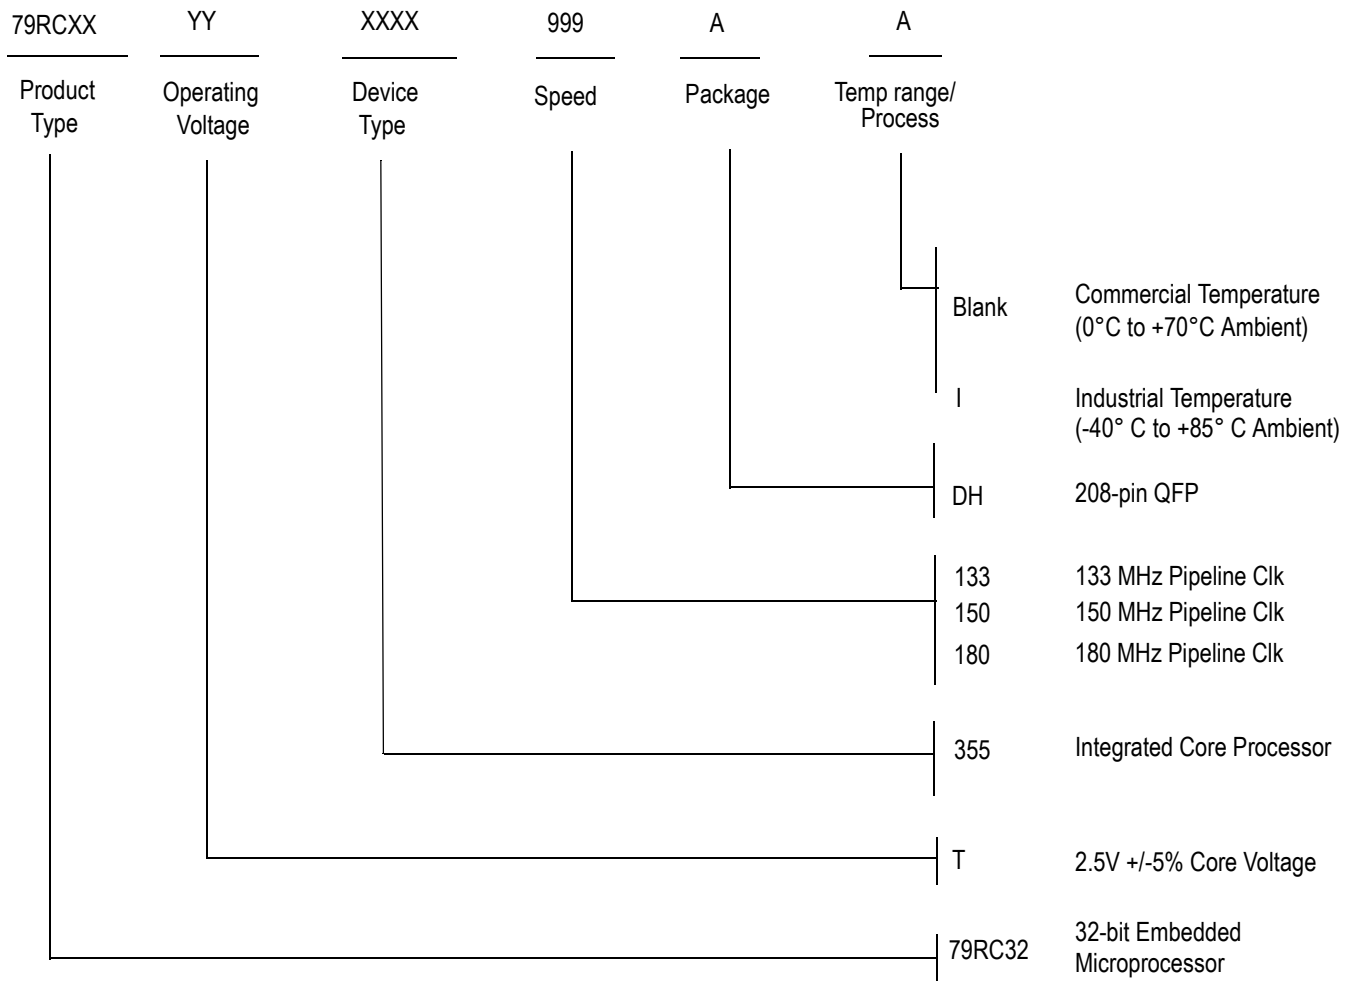 79RCXX YY XXXX 999 A A
Product Type
Operating Voltage
Device Type
Speed
Package
Temp range/
Process
Blank Commercial Temperature
(0°C to +70°C Ambient)
I Industrial Temperature
(-40° C to +85° C Ambient)
DH 208-pin QFP
133 133 MHz Pipeline Clk
150 150 MHz Pipeline Clk
180 180 MHz Pipeline Clk
355 Integrated Core Processor
T 2.5V +/-5% Core Voltage
79RC32 32-bit Embedded
Microprocessor